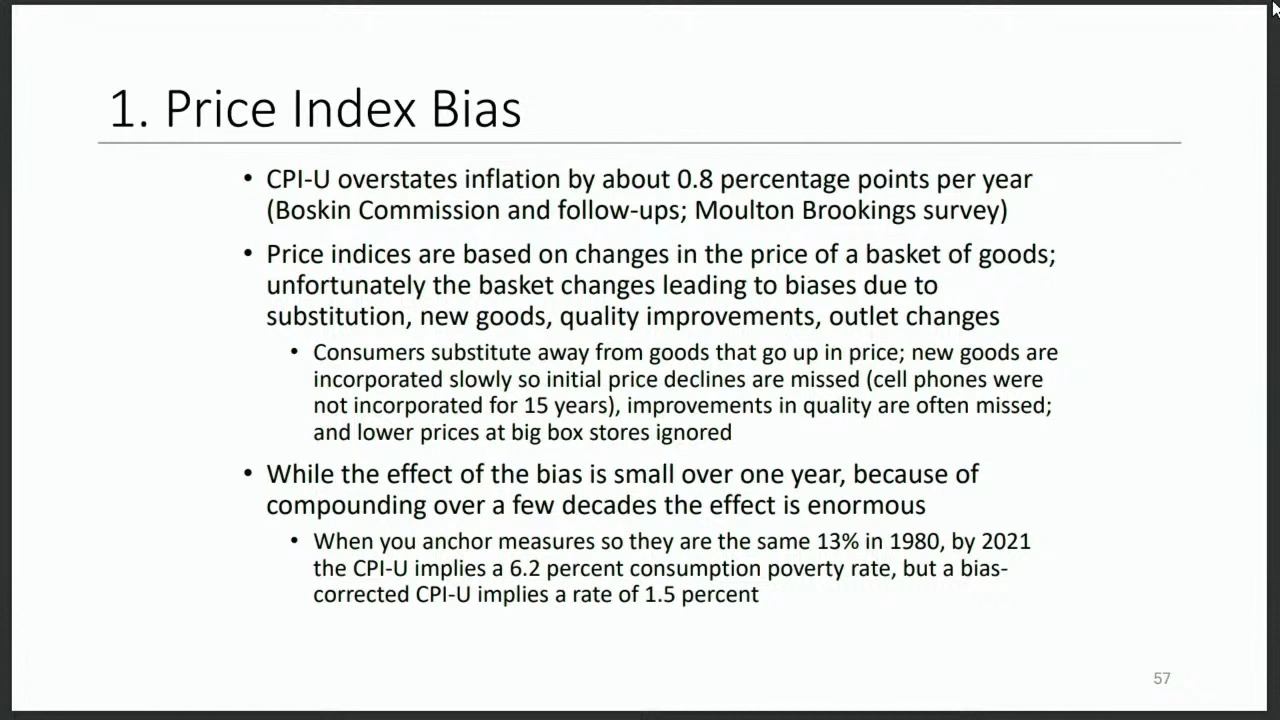 1. Price Index Bias
• CPI-U overstates inflation by about 0.8 percentage points per year
(Boskin Commission and follow-ups; Moulton Brookings survey)
• Price indices are based on changes in the price of a basket of goods;
unfortunately the basket changes leading to biases due to
substitution, new goods, quality improvements, outlet changes
• Consumers substitute away from goods that go up in price; new goods are
incorporated slowly so initial price declines are missed (cell phones were
not incorporated for 15 years), improvements in quality are often missed;
and lower prices at big box stores ignored
• While the effect of the bias is small over one year, because of
compounding over a few decades the effect is enormous
• When you anchor measures so they are the same 13% in 1980, by 2021
the CPI-U implies a 6.2 percent consumption poverty rate, but a bias-
corrected CPI-U implies a rate of 1.5 percent
57